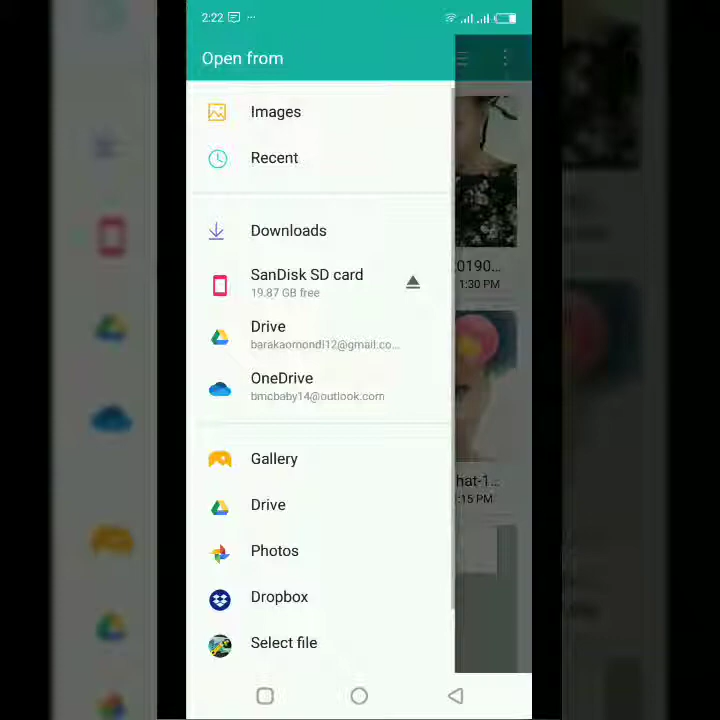 2:22 ...
Open from
Images
Recent
Downloads
SanDisk SD card
19.87 GB free
Drive
barakaomondi12@gmail.co...
OneDrive
bmcbaby14@outlook.com
Gallery
Drive
Photos
Dropbox
Select file
0190...
1:30 PM
hat-1...
:15 PM